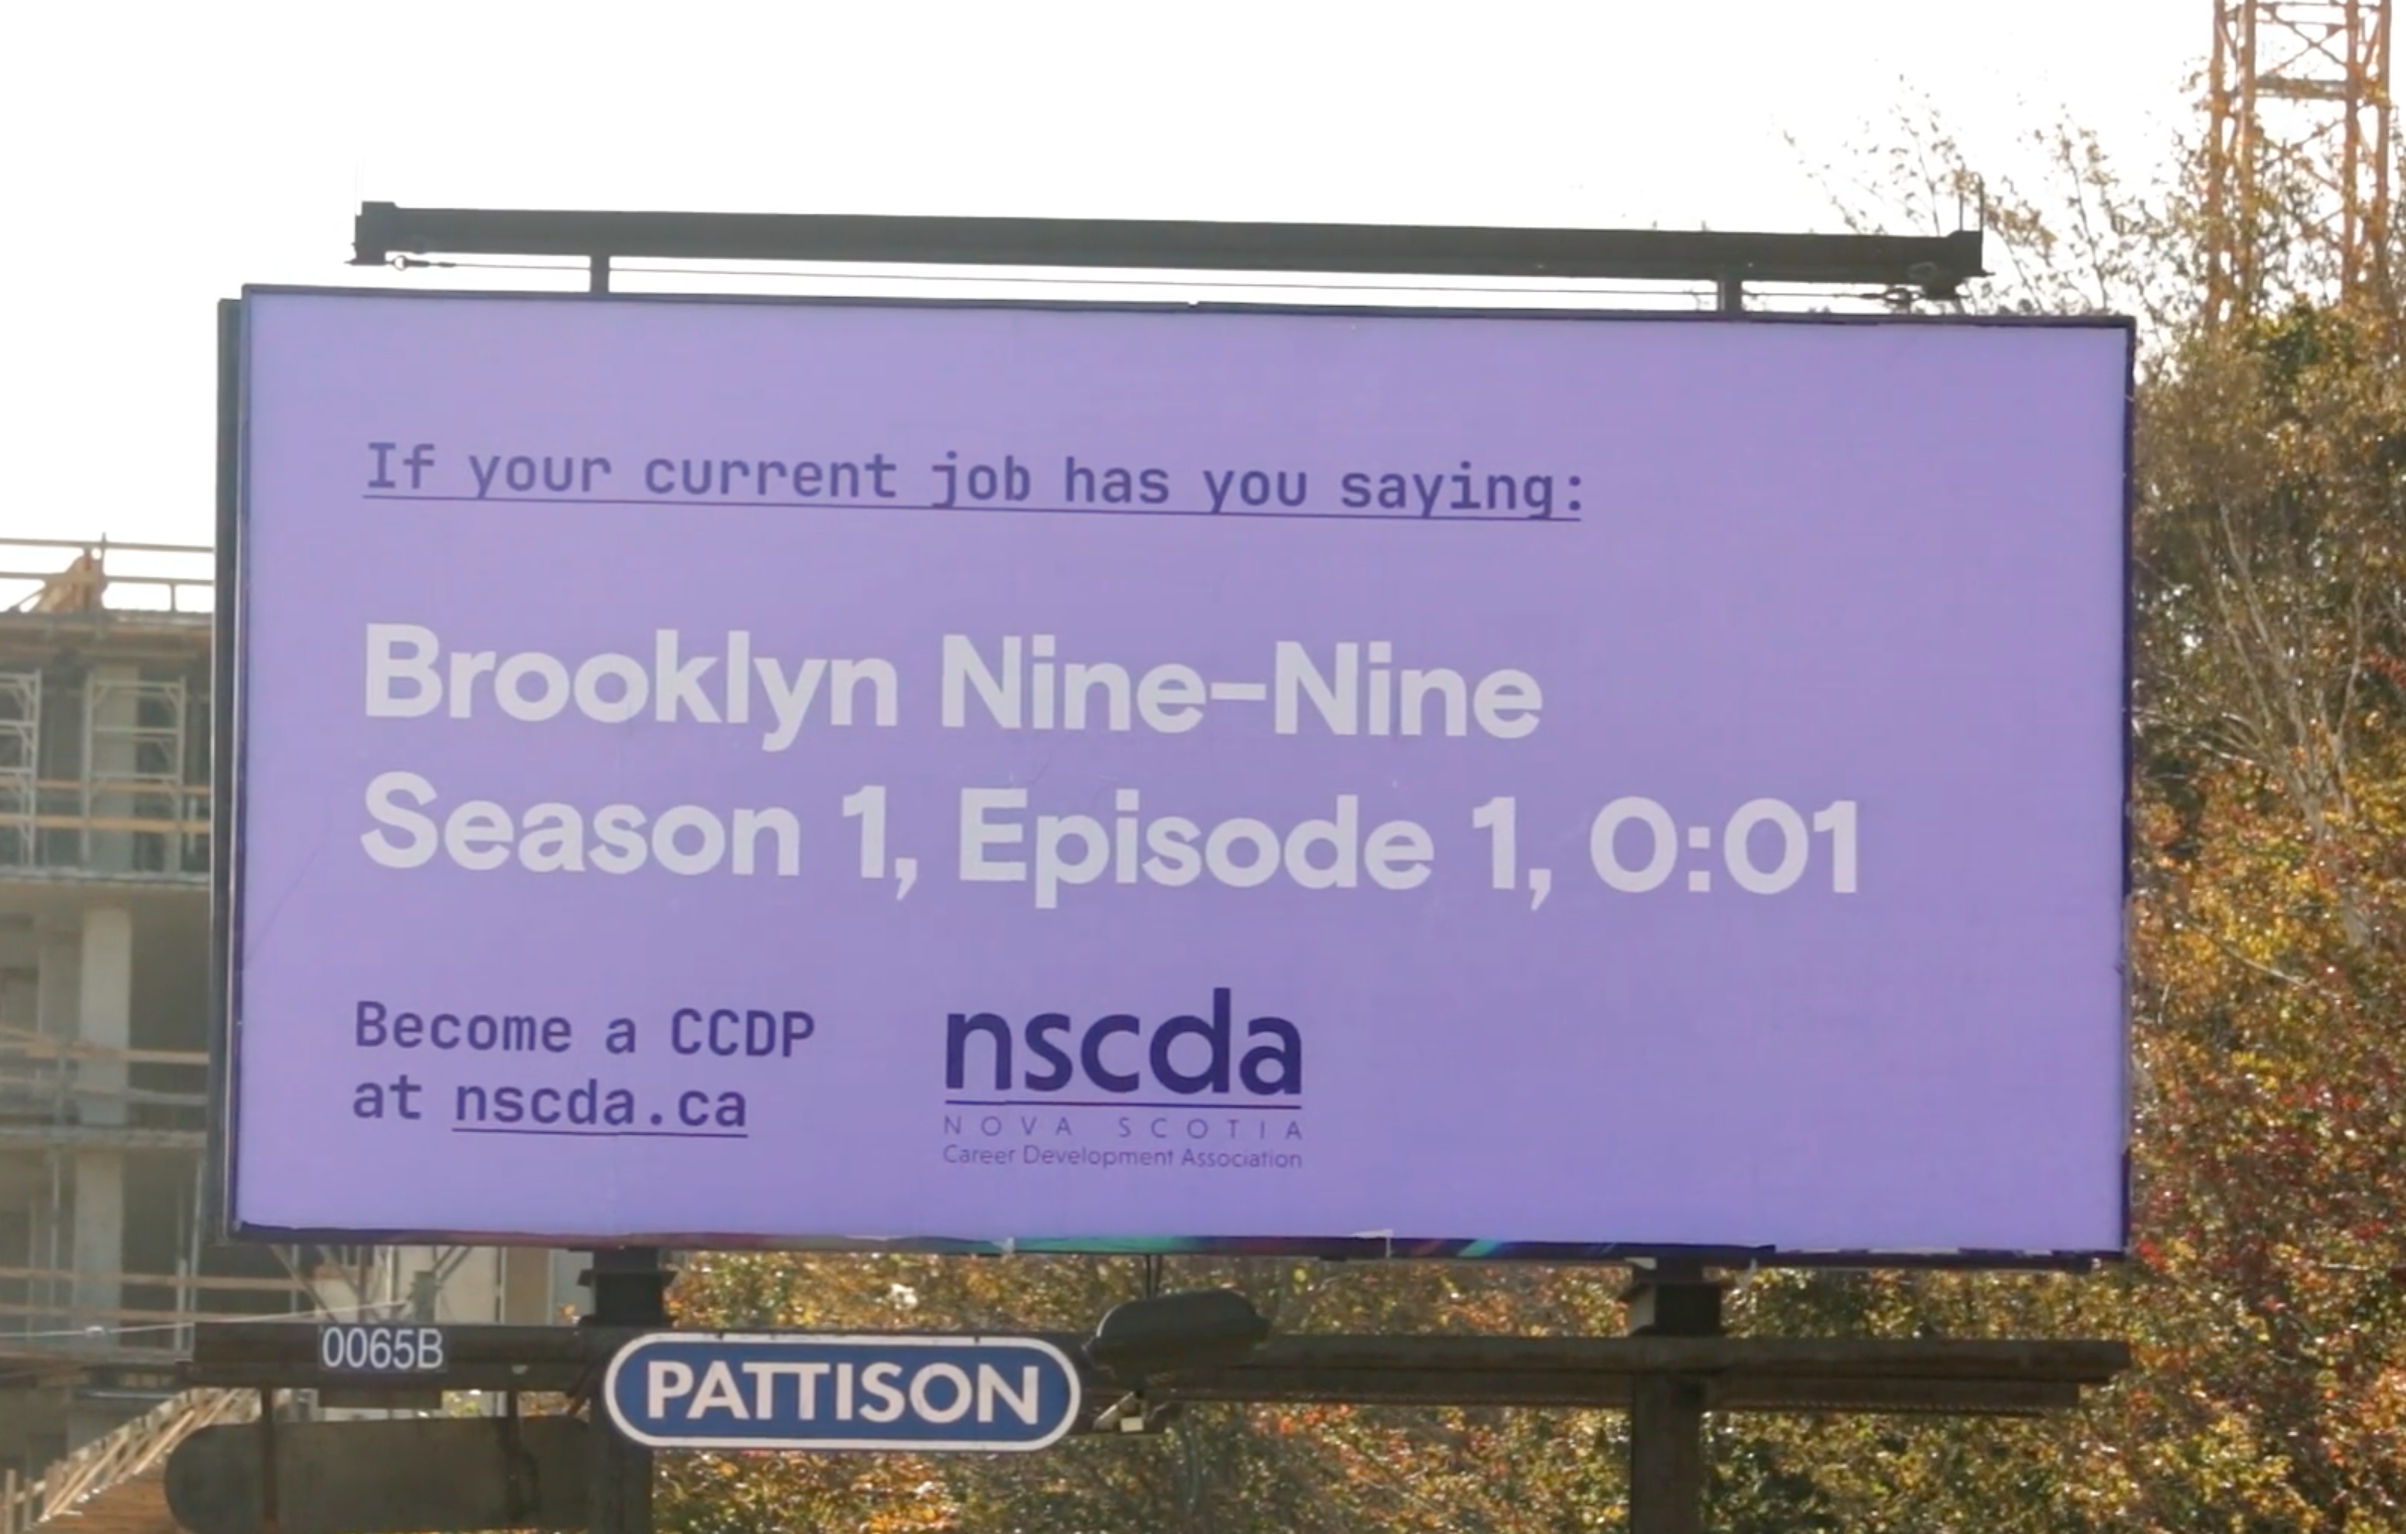 If your current job has you saying:
Brooklyn Nine-Nine
Season 1, Episode 1, 0:01
Become a CCDP
at nscda.ca
nscda
NOVA SCOTIA
Career Development Association
0065B
PATTISON